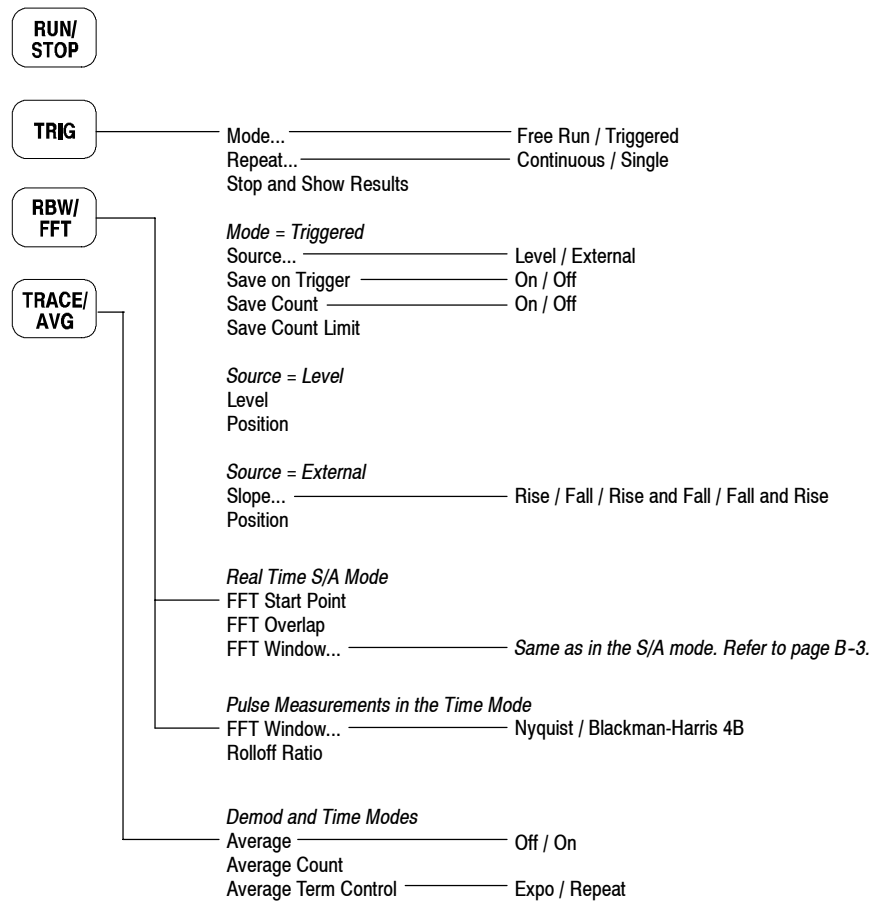 RUN/
STOP
TRIG
Mode... Free Run / Triggered
Repeat... Continuous / Single
Stop and Show Results
RBW/
FFT
Mode = Triggered
Source... Level / External
Save on Trigger On / Off
Save Count On / Off
Save Count Limit
TRACE/
AVG
Source = Level
Level
Position
Source = External
Slope... Rise / Fall / Rise and Fall / Fall and Rise
Position
Real Time S/A Mode
FFT Start Point
FFT Overlap
FFT Window... Same as in the S/A mode. Refer to page B-3.
Pulse Measurements in the Time Mode
FFT Window... Nyquist / Blackman-Harris 4B
Rolloff Ratio
Demod and Time Modes
Average Off / On
Average Count
Average Term Control Expo / Repeat